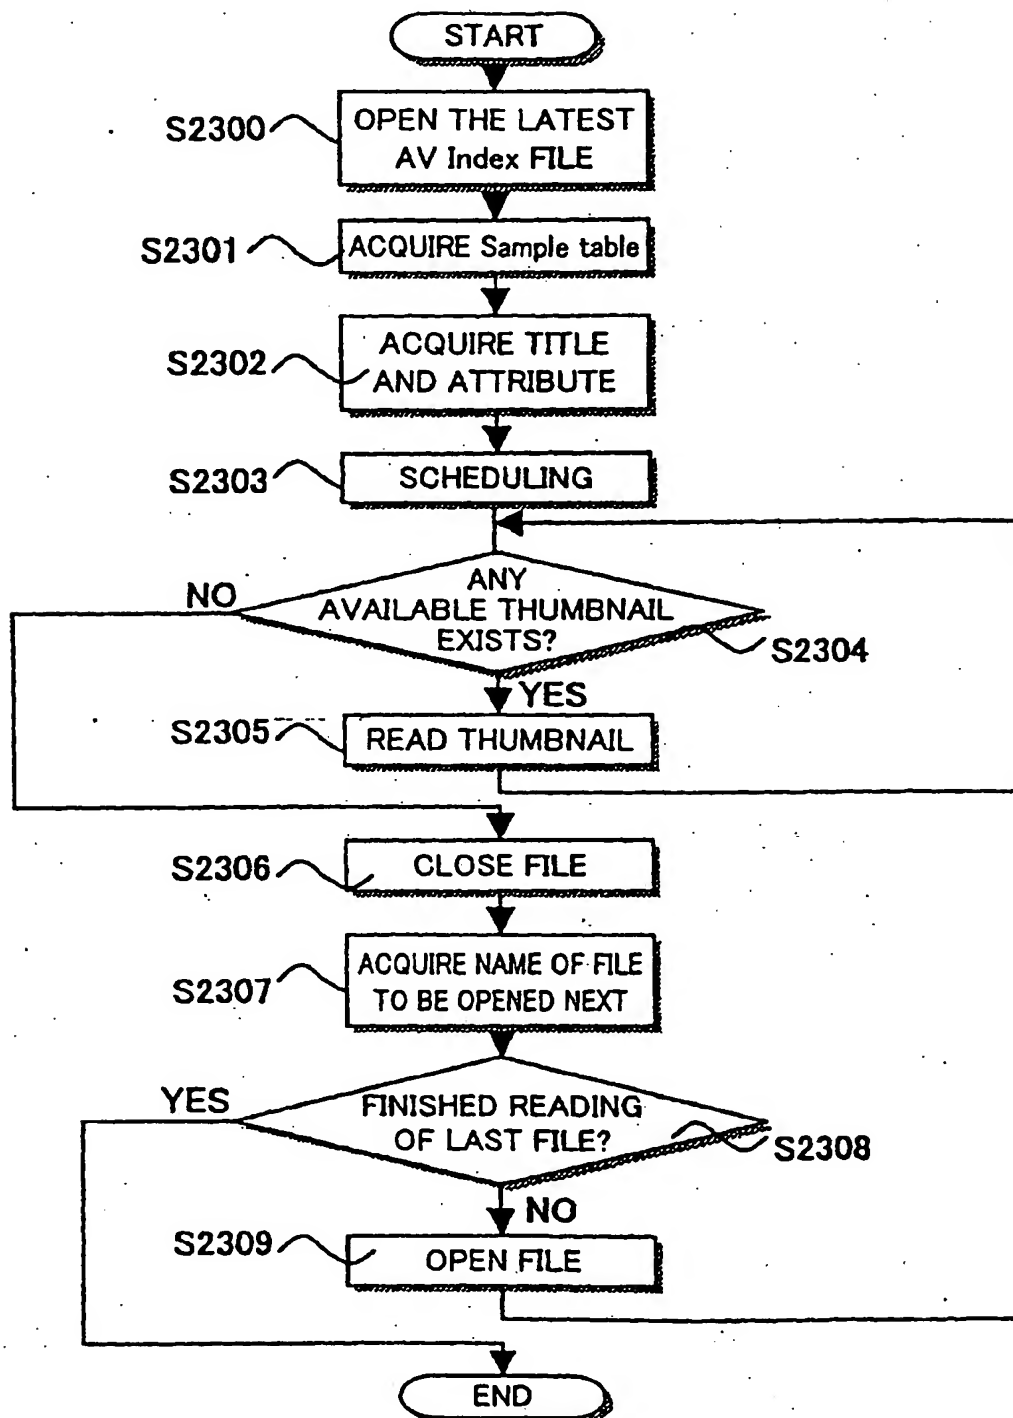 START
S2300
OPEN THE LATEST
AV Index FILE
S2301
ACQUIRE Sample table
S2302
ACQUIRE TITLE
AND ATTRIBUTE
S2303
SCHEDULING
NO
ANY
AVAILABLE THUMBNAIL
EXISTS?
S2304
YES
S2305
READ THUMBNAIL
S2306
CLOSE FILE
S2307
ACQUIRE NAME OF FILE
TO BE OPENED NEXT
YES
FINISHED READING
OF LAST FILE?
S2308
NO
S2309
OPEN FILE
END